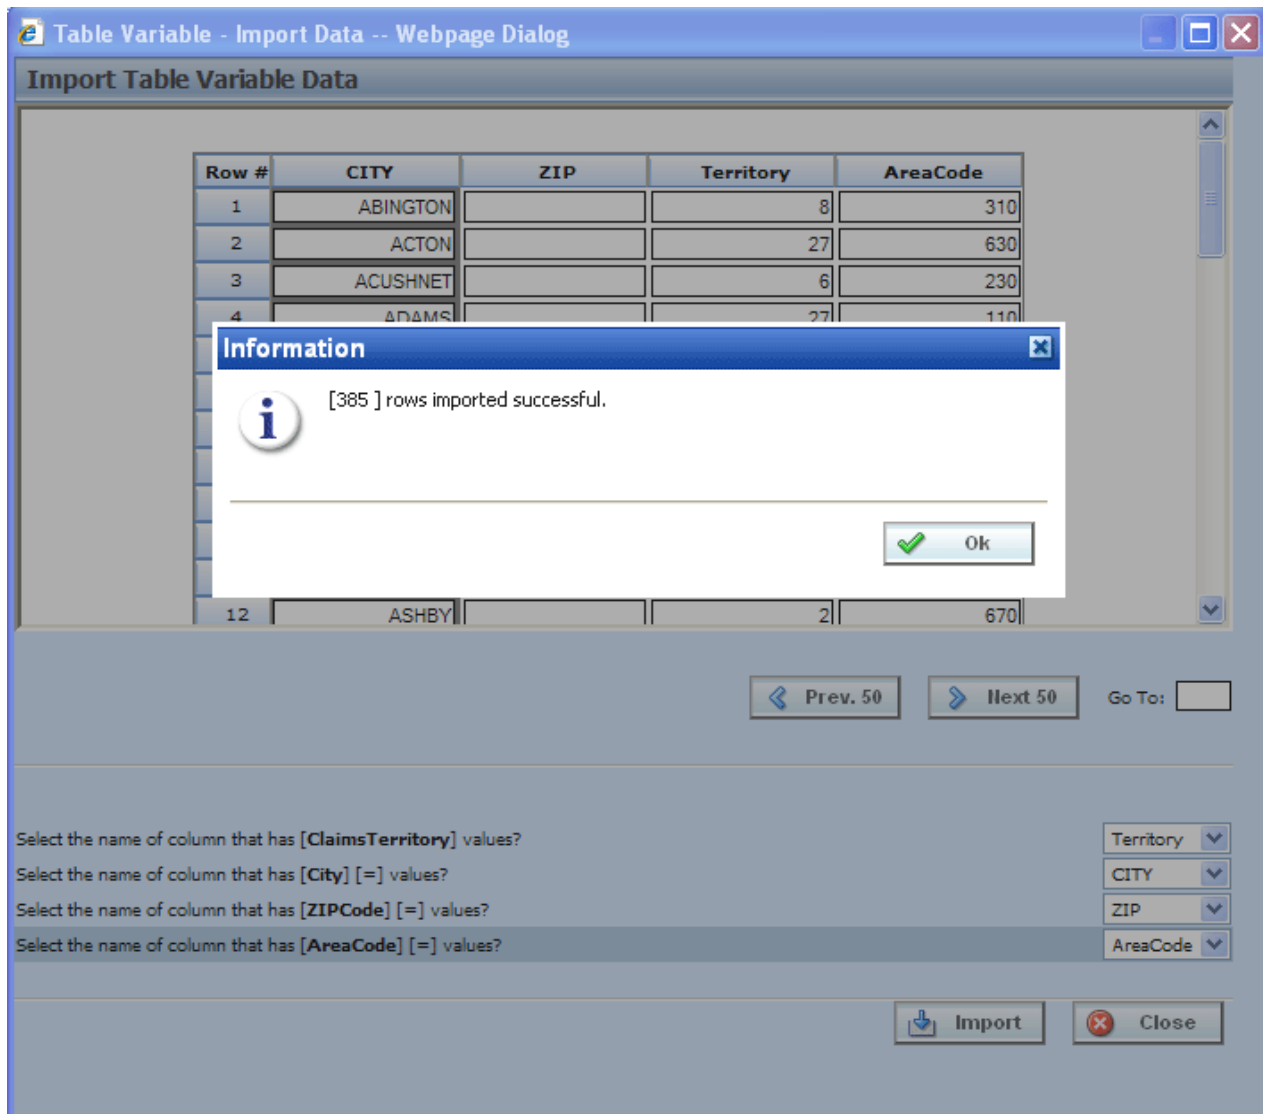 Table Variable - Import Data -- Webpage Dialog
Import Table Variable Data
Row # CITY ZIP Territory AreaCode
1 ABINGTON 8 310
2 ACTON 27 630
3 ACUSHNET 6 230
4 ADAMS 27 110
Information
[385 ] rows imported successful.
Ok
12 ASHBY 2 670
Prev. 50 Next 50 Go To:
Select the name of column that has [ClaimsTerritory] values? Territory
Select the name of column that has [City] [=] values? CITY
Select the name of column that has [ZIPCode] [=] values? ZIP
Select the name of column that has [AreaCode] [=] values? AreaCode
Import Close